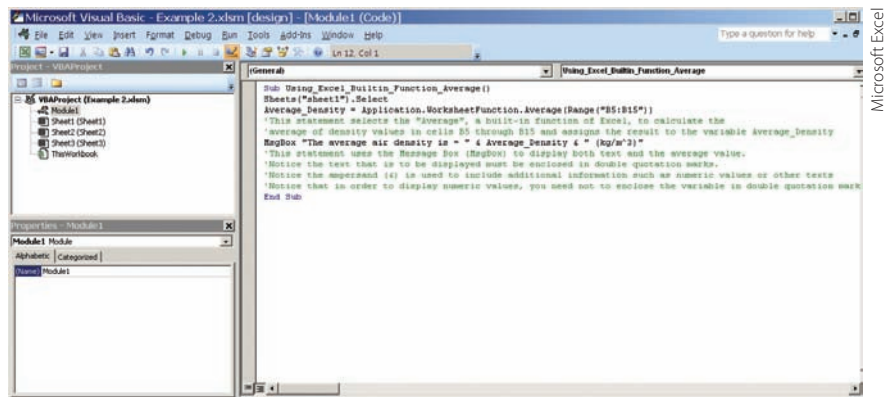 Microsoft Visual Basic - Example 2.xlsm [design] - [Module1 (Code)]
File Edit View Insert Format Debug Run Tools Add-Ins Window Help
Type a question for help
Ln 12, Col 1
Project - VBAProject
VBAProject (Example 2.xlsm)
Module1
Sheet1 (Sheet1)
Sheet2 (Sheet2)
Sheet3 (Sheet3)
ThisWorkbook
Properties - Module1
Module1 Module
Alphabetic Categorized
(Name) Module1
(General)
Using_Excel_Builtin_Function_Average
Sub Using_Excel_Builtin_Function_Average()
Sheets("sheet1").Select
Average_Density = Application.WorksheetFunction.Average(Range("B5:B15"))
'This statement selects the "Average", a built-in function of Excel, to calculate the
'average of density values in cells B5 through B15 and assigns the result to the variable Average_Density
MsgBox "The average air density is = " & Average_Density & " (kg/m^3)"
'This statement uses the Message Box (MsgBox) to display both text and the average value.
'Notice the text that is to be displayed must be enclosed in double quotation marks.
'Notice the ampersand (&) is used to include additional information such as numeric values or other texts
'Notice that in order to display numeric values, you need not to enclose the variable in double quotation mark
End Sub
Microsoft Excel